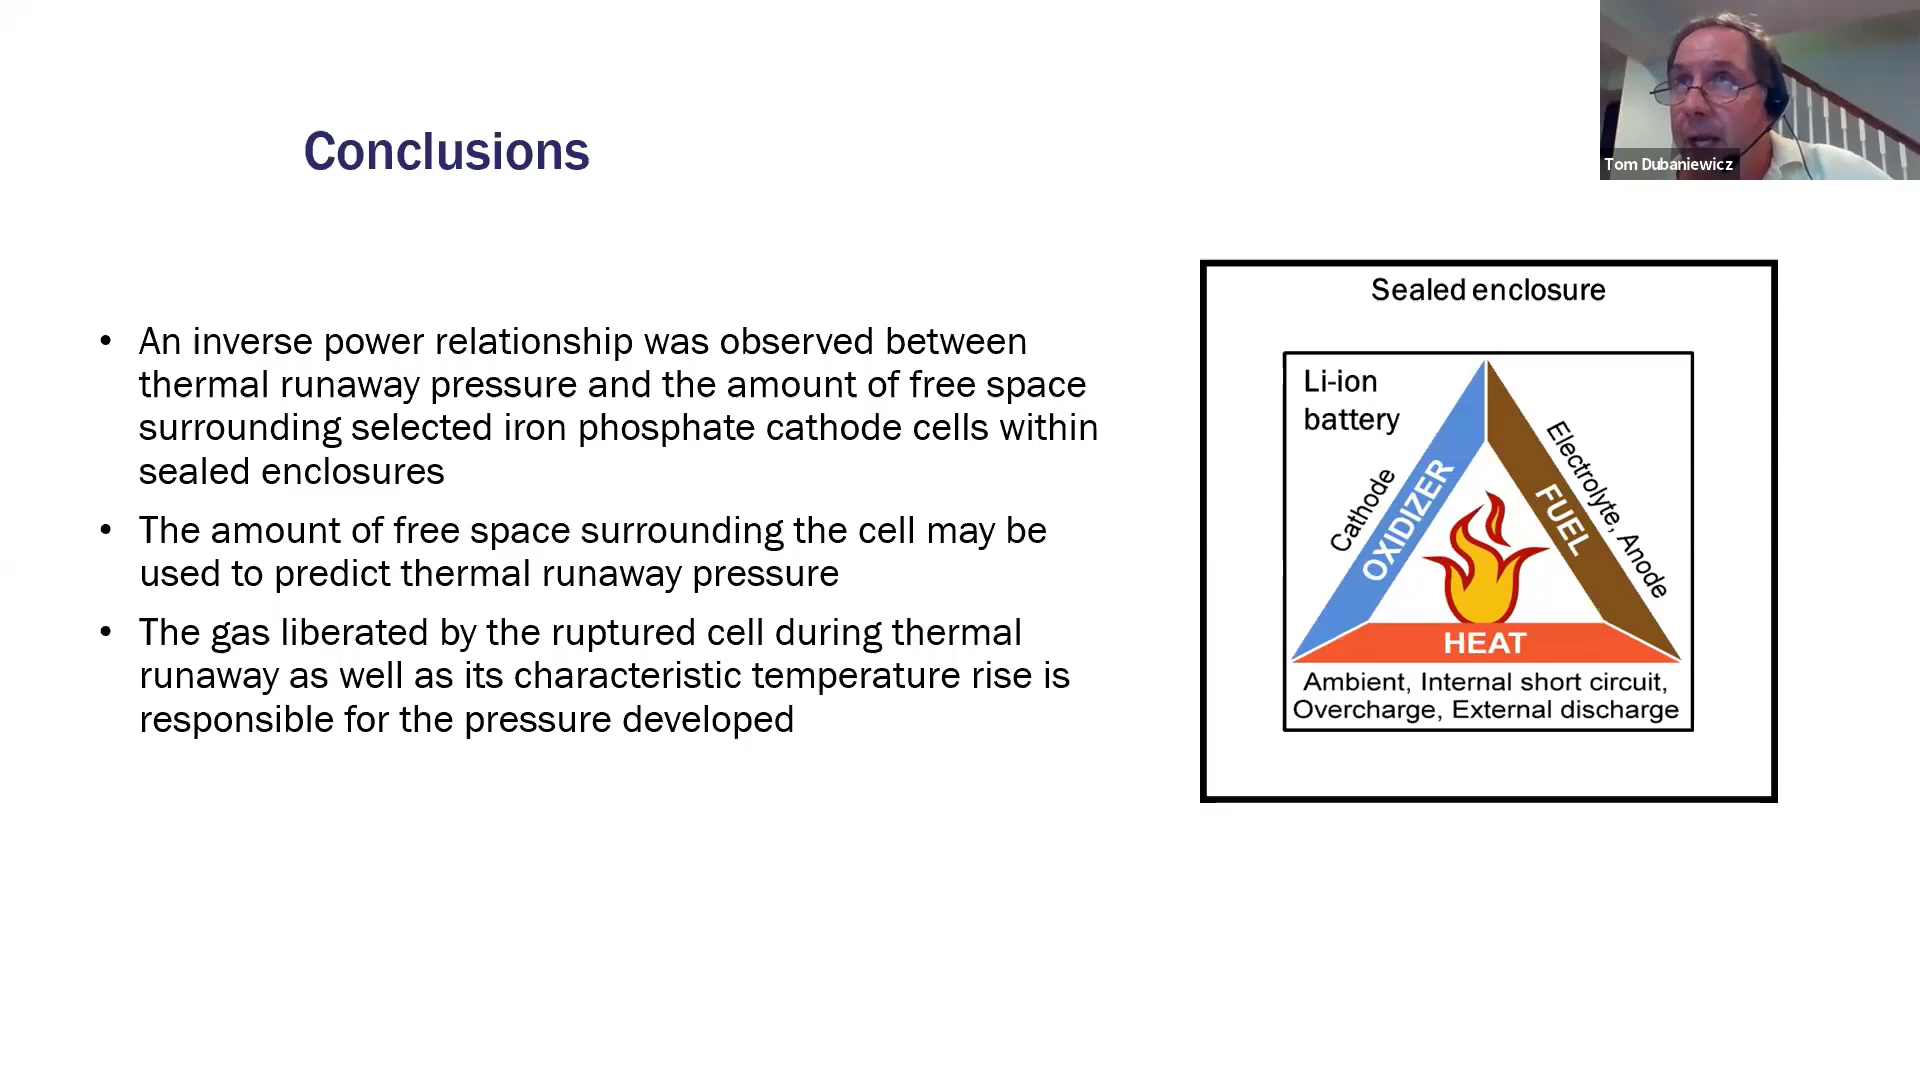 Conclusions
Tom Dubaniewicz
• An inverse power relationship was observed between
thermal runaway pressure and the amount of free space
surrounding selected iron phosphate cathode cells within
sealed enclosures
• The amount of free space surrounding the cell may be
used to predict thermal runaway pressure
• The gas liberated by the ruptured cell during thermal
runaway as well as its characteristic temperature rise is
responsible for the pressure developed
Sealed enclosure
Li-ion
battery
Cathode
OXIDIZER
FUEL
Electrolyte, Anode
HEAT
Ambient, Internal short circuit,
Overcharge, External discharge